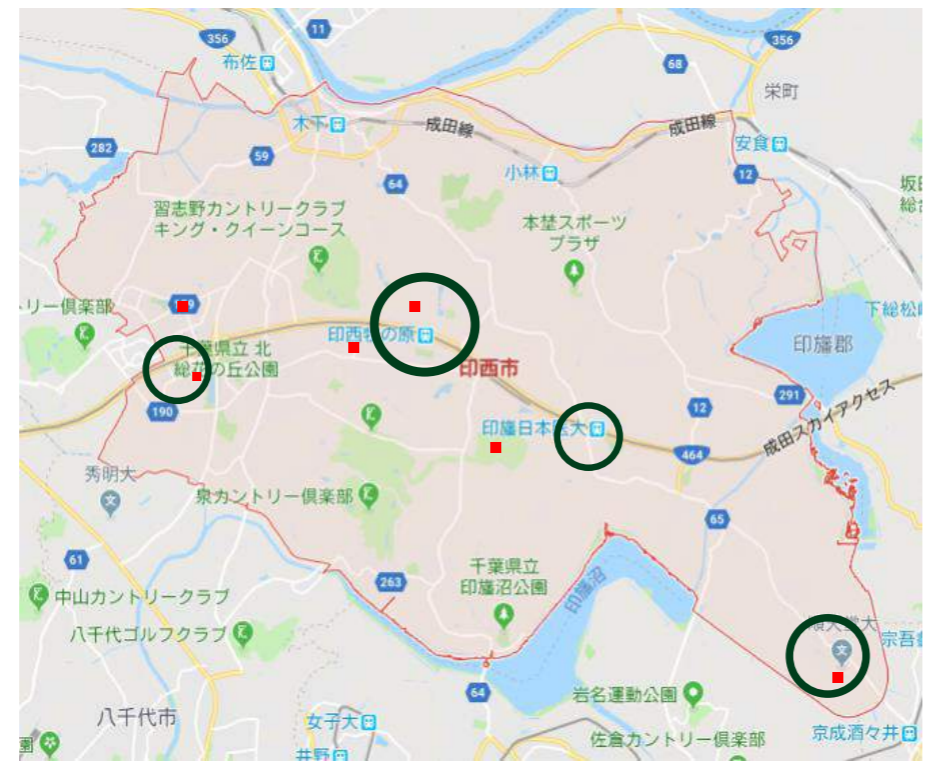 11
356
356
布佐
68
栄町
木下
成田線
成田線
安食
282
59
小林
12
64
習志野カントリークラブ
キング・クイーンコース
本埜スポーツ
プラザ
リー倶楽部
下総松
印西牧の原
印旛郡
千葉県立 北
総花の丘公園
印西市
291
190
12
成田スカイアクセス
印旛日本医大
464
秀明大
泉カントリー倶楽部
65
61
263
千葉県立
印旛沼公園
印旛沼
中山カントリークラブ
八千代ゴルフクラブ
順天堂大
宗吾
64
岩名運動公園
八千代市
女子大
京成酒々井
佐倉カントリー倶楽部
園
井野